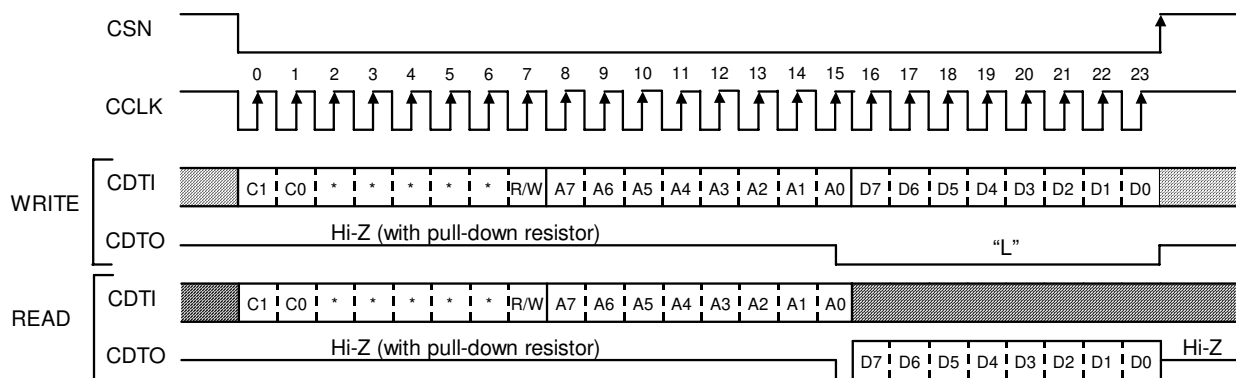 CSN
0 1 2 3 4 5 6 7 8 9 10 11 12 13 14 15 16 17 18 19 20 21 22 23
CCLK
WRITE
CDTI C1 C0 * * * * * R/W A7 A6 A5 A4 A3 A2 A1 A0 D7 D6 D5 D4 D3 D2 D1 D0
CDTO Hi-Z (with pull-down resistor) “L”
READ
CDTI C1 C0 * * * * * R/W A7 A6 A5 A4 A3 A2 A1 A0
CDTO Hi-Z (with pull-down resistor) D7 D6 D5 D4 D3 D2 D1 D0 Hi-Z